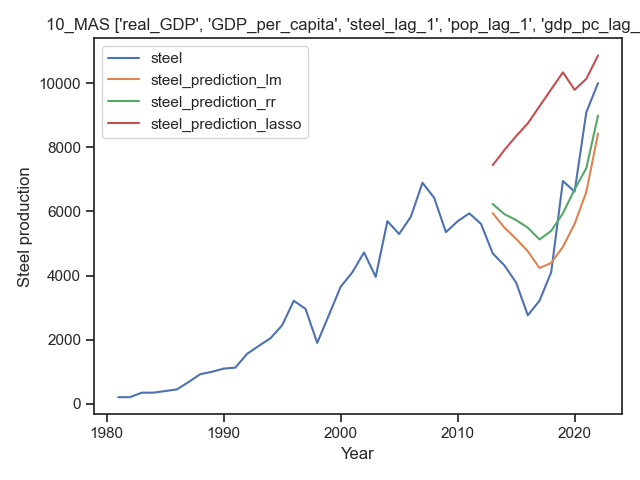 10_MAS ['real_GDP', 'GDP_per_capita', 'steel_lag_1', 'pop_lag_1', 'gdp_pc_lag_
steel
steel_prediction_lm
steel_prediction_rr
steel_prediction_lasso
Steel production
10000
8000
6000
4000
2000
0
1980 1990 2000 2010 2020
Year